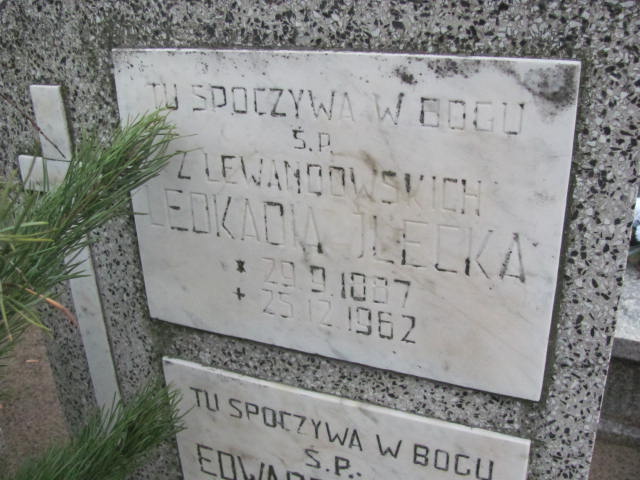 TU SPOCZYWA W BOGU
Ś.P.
Z LEWANDOWSKICH
LEOKADIA JLECKA
* 29.9.1887
+ 25.12.1962
TU SPOCZYWA W BOGU
Ś.P.